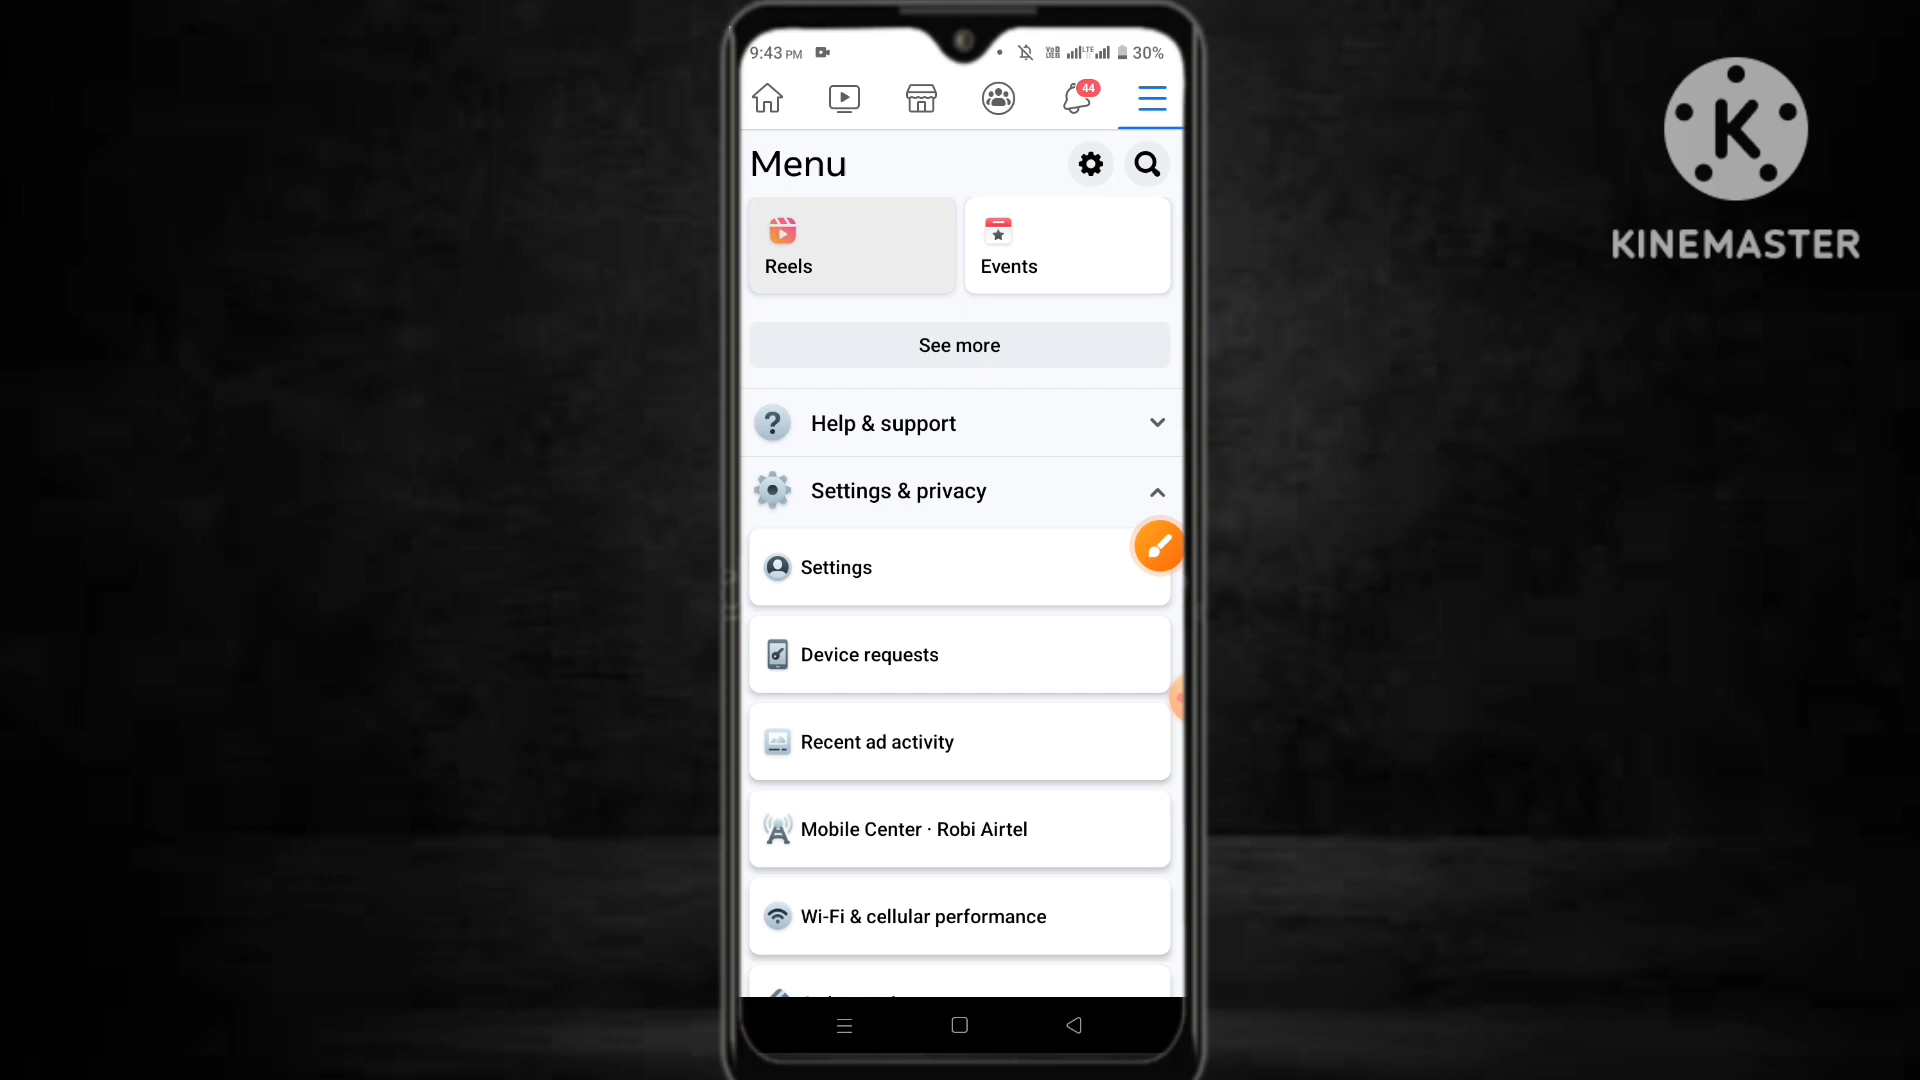 9:43 PM
30%
44
Menu
Reels
Events
See more
Help & support
Settings & privacy
Settings
Device requests
Recent ad activity
Mobile Center · Robi Airtel
Wi-Fi & cellular performance
K
KINEMASTER